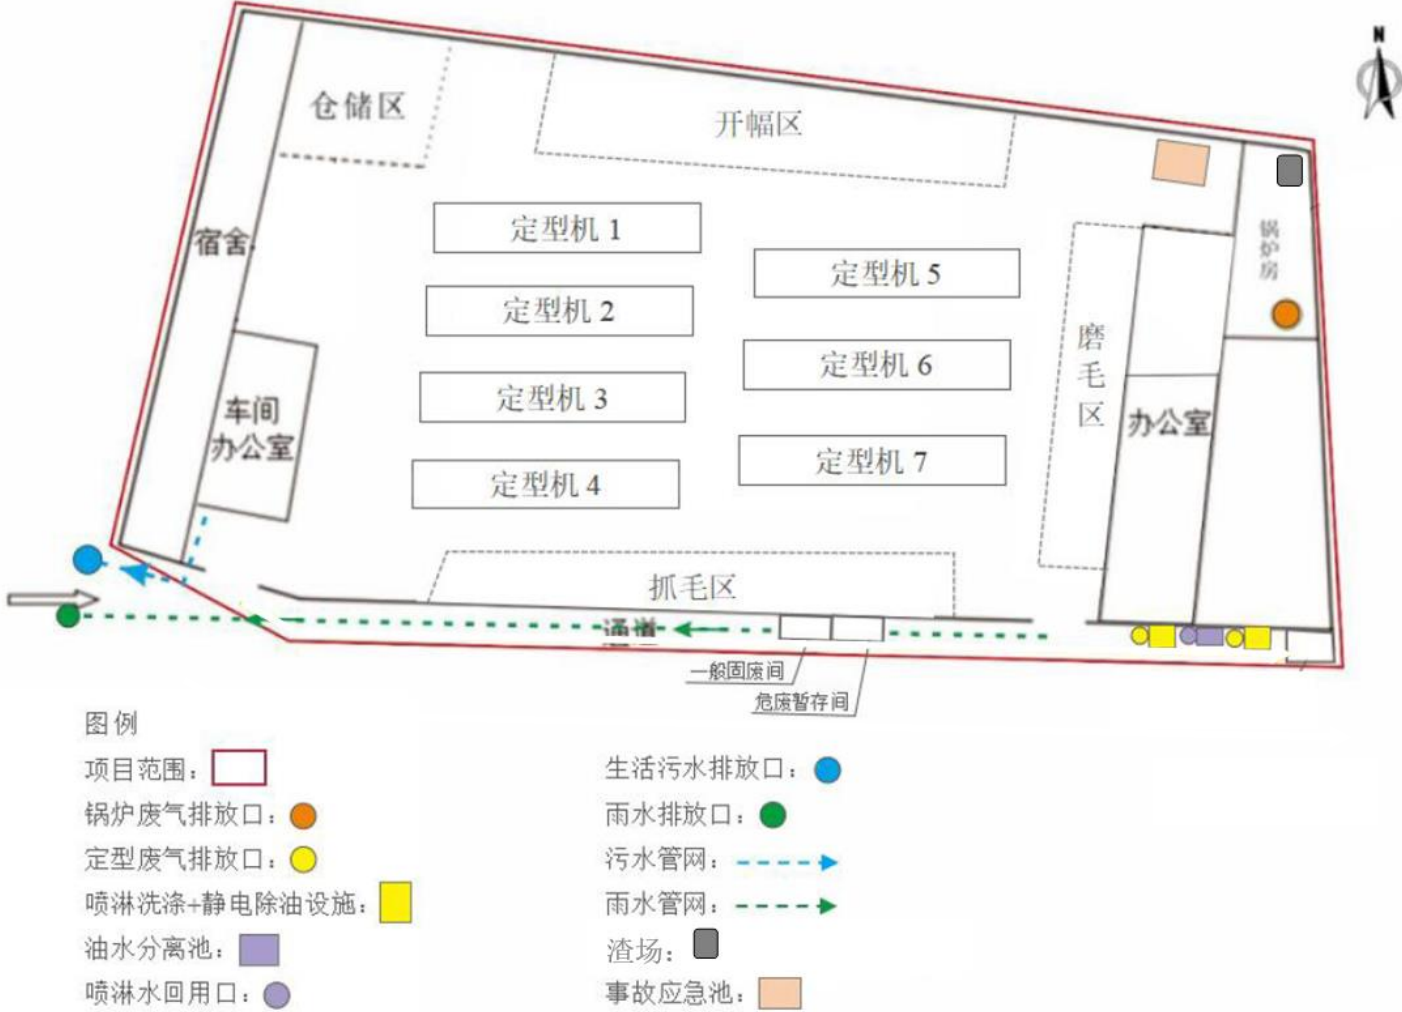 N
仓储区
开幅区
定型机 1
宿舍
锅炉房
定型机 5
定型机 2
磨毛区
定型机 6
定型机 3
车间
办公室
办公室
定型机 7
定型机 4
抓毛区
通道
一般固废间
危废暂存间
图例
项目范围：
生活污水排放口：
锅炉废气排放口：
雨水排放口：
定型废气排放口：
污水管网：
喷淋洗涤+静电除油设施：
雨水管网：
油水分离池：
渣场：
喷淋水回用口：
事故应急池：